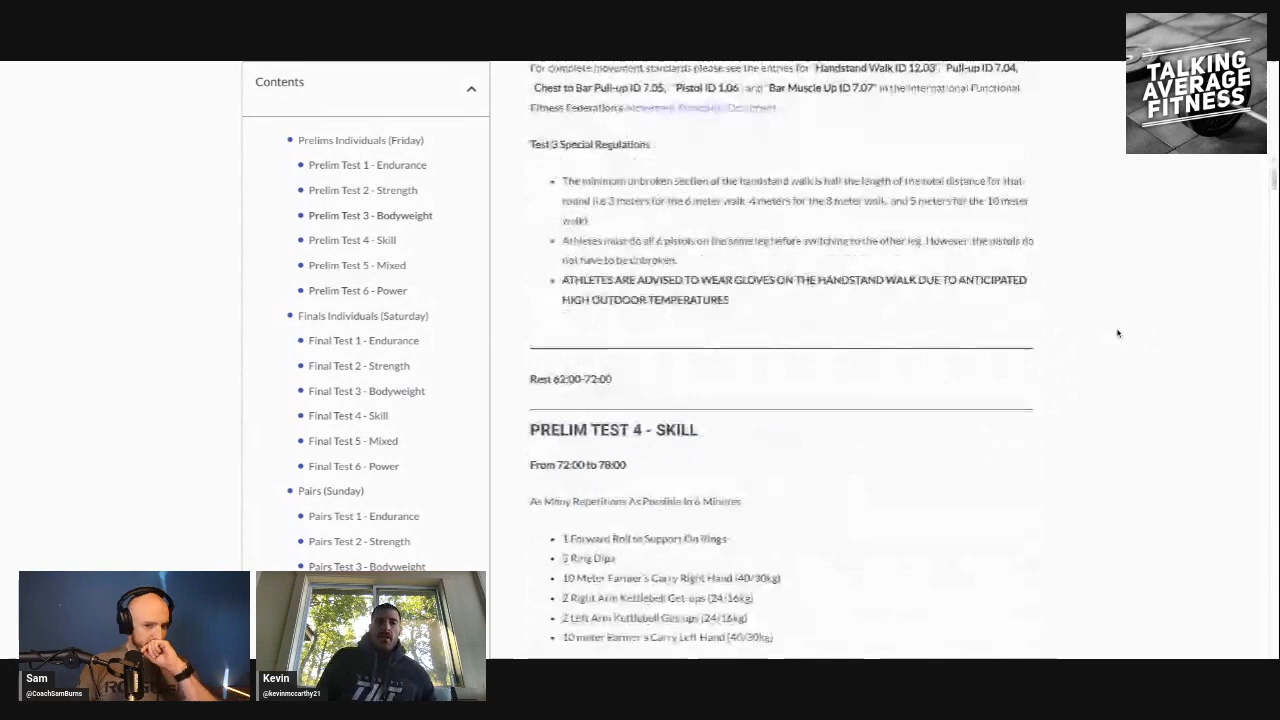 Contents
Prelims Individuals (Friday)
Prelim Test 1 - Endurance
Prelim Test 2 - Strength
Prelim Test 3 - Bodyweight
Prelim Test 4 - Skill
Prelim Test 5 - Mixed
Prelim Test 6 - Power
Finals Individuals (Saturday)
Final Test 1 - Endurance
Final Test 2 - Strength
Final Test 3 - Bodyweight
Final Test 4 - Skill
Final Test 5 - Mixed
Final Test 6 - Power
Pairs (Sunday)
Pairs Test 1 - Endurance
Pairs Test 2 - Strength
Pairs Test 3 - Bodyweight
For complete movement standards please see the entries for "Handstand Walk ID 12.03", Pull-up ID 7.04,
Chest to Bar Pull-up ID 7.05, "Pistol ID 1.06 and "Bar Muscle Up ID 7.07" in the International Functional
Fitness Federation's
Test 3 Special Regulations
The minimum unbroken section of the handstand walk is half the length of the total distance for that
round (i.e 3 meters for the 6 meter walk, 4 meters for the 8 meter walk, and 5 meters for the 10 meter
walk)
Athletes must do all 6 pistols on the same leg before switching to the other leg. However, the pistols do
not have to be unbroken.
ATHLETES ARE ADVISED TO WEAR GLOVES ON THE HANDSTAND WALK DUE TO ANTICIPATED
HIGH OUTDOOR TEMPERATURES
Rest 62:00-72:00
PRELIM TEST 4 - SKILL
From 72:00 to 78:00
As Many Repetitions As Possible In 6 Minutes
1 Forward Roll to Support On Rings
5 Ring Dips
10 Meter Farmer's Carry Right Hand (40/30kg)
2 Right Arm Kettlebell Get-ups (24/16kg)
2 Left Arm Kettlebell Get-ups (24/16kg)
10 meter Farmer's Carry Left Hand (40/30kg)
TALKING
AVERAGE
FITNESS
Sam
@CoachSamBurns
Kevin
@kevinmccarthy21